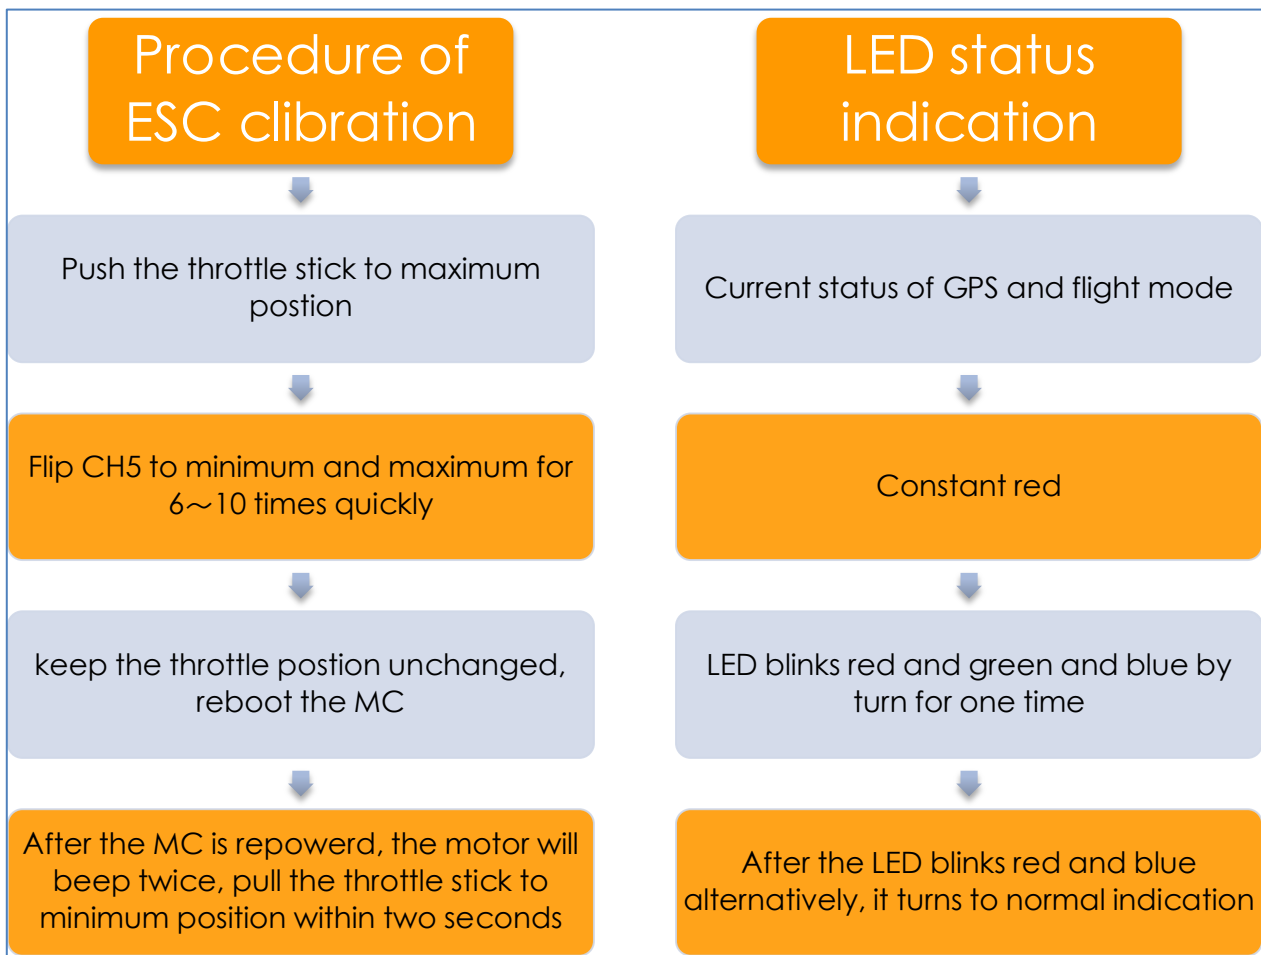 Procedure of
ESC clibration
Push the throttle stick to maximum
postion
Flip CH5 to minimum and maximum for
6～10 times quickly
keep the throttle postion unchanged,
reboot the MC
After the MC is repowerd, the motor will
beep twice, pull the throttle stick to
minimum position within two seconds
LED status
indication
Current status of GPS and flight mode
Constant red
LED blinks red and green and blue by
turn for one time
After the LED blinks red and blue
alternatively, it turns to normal indication